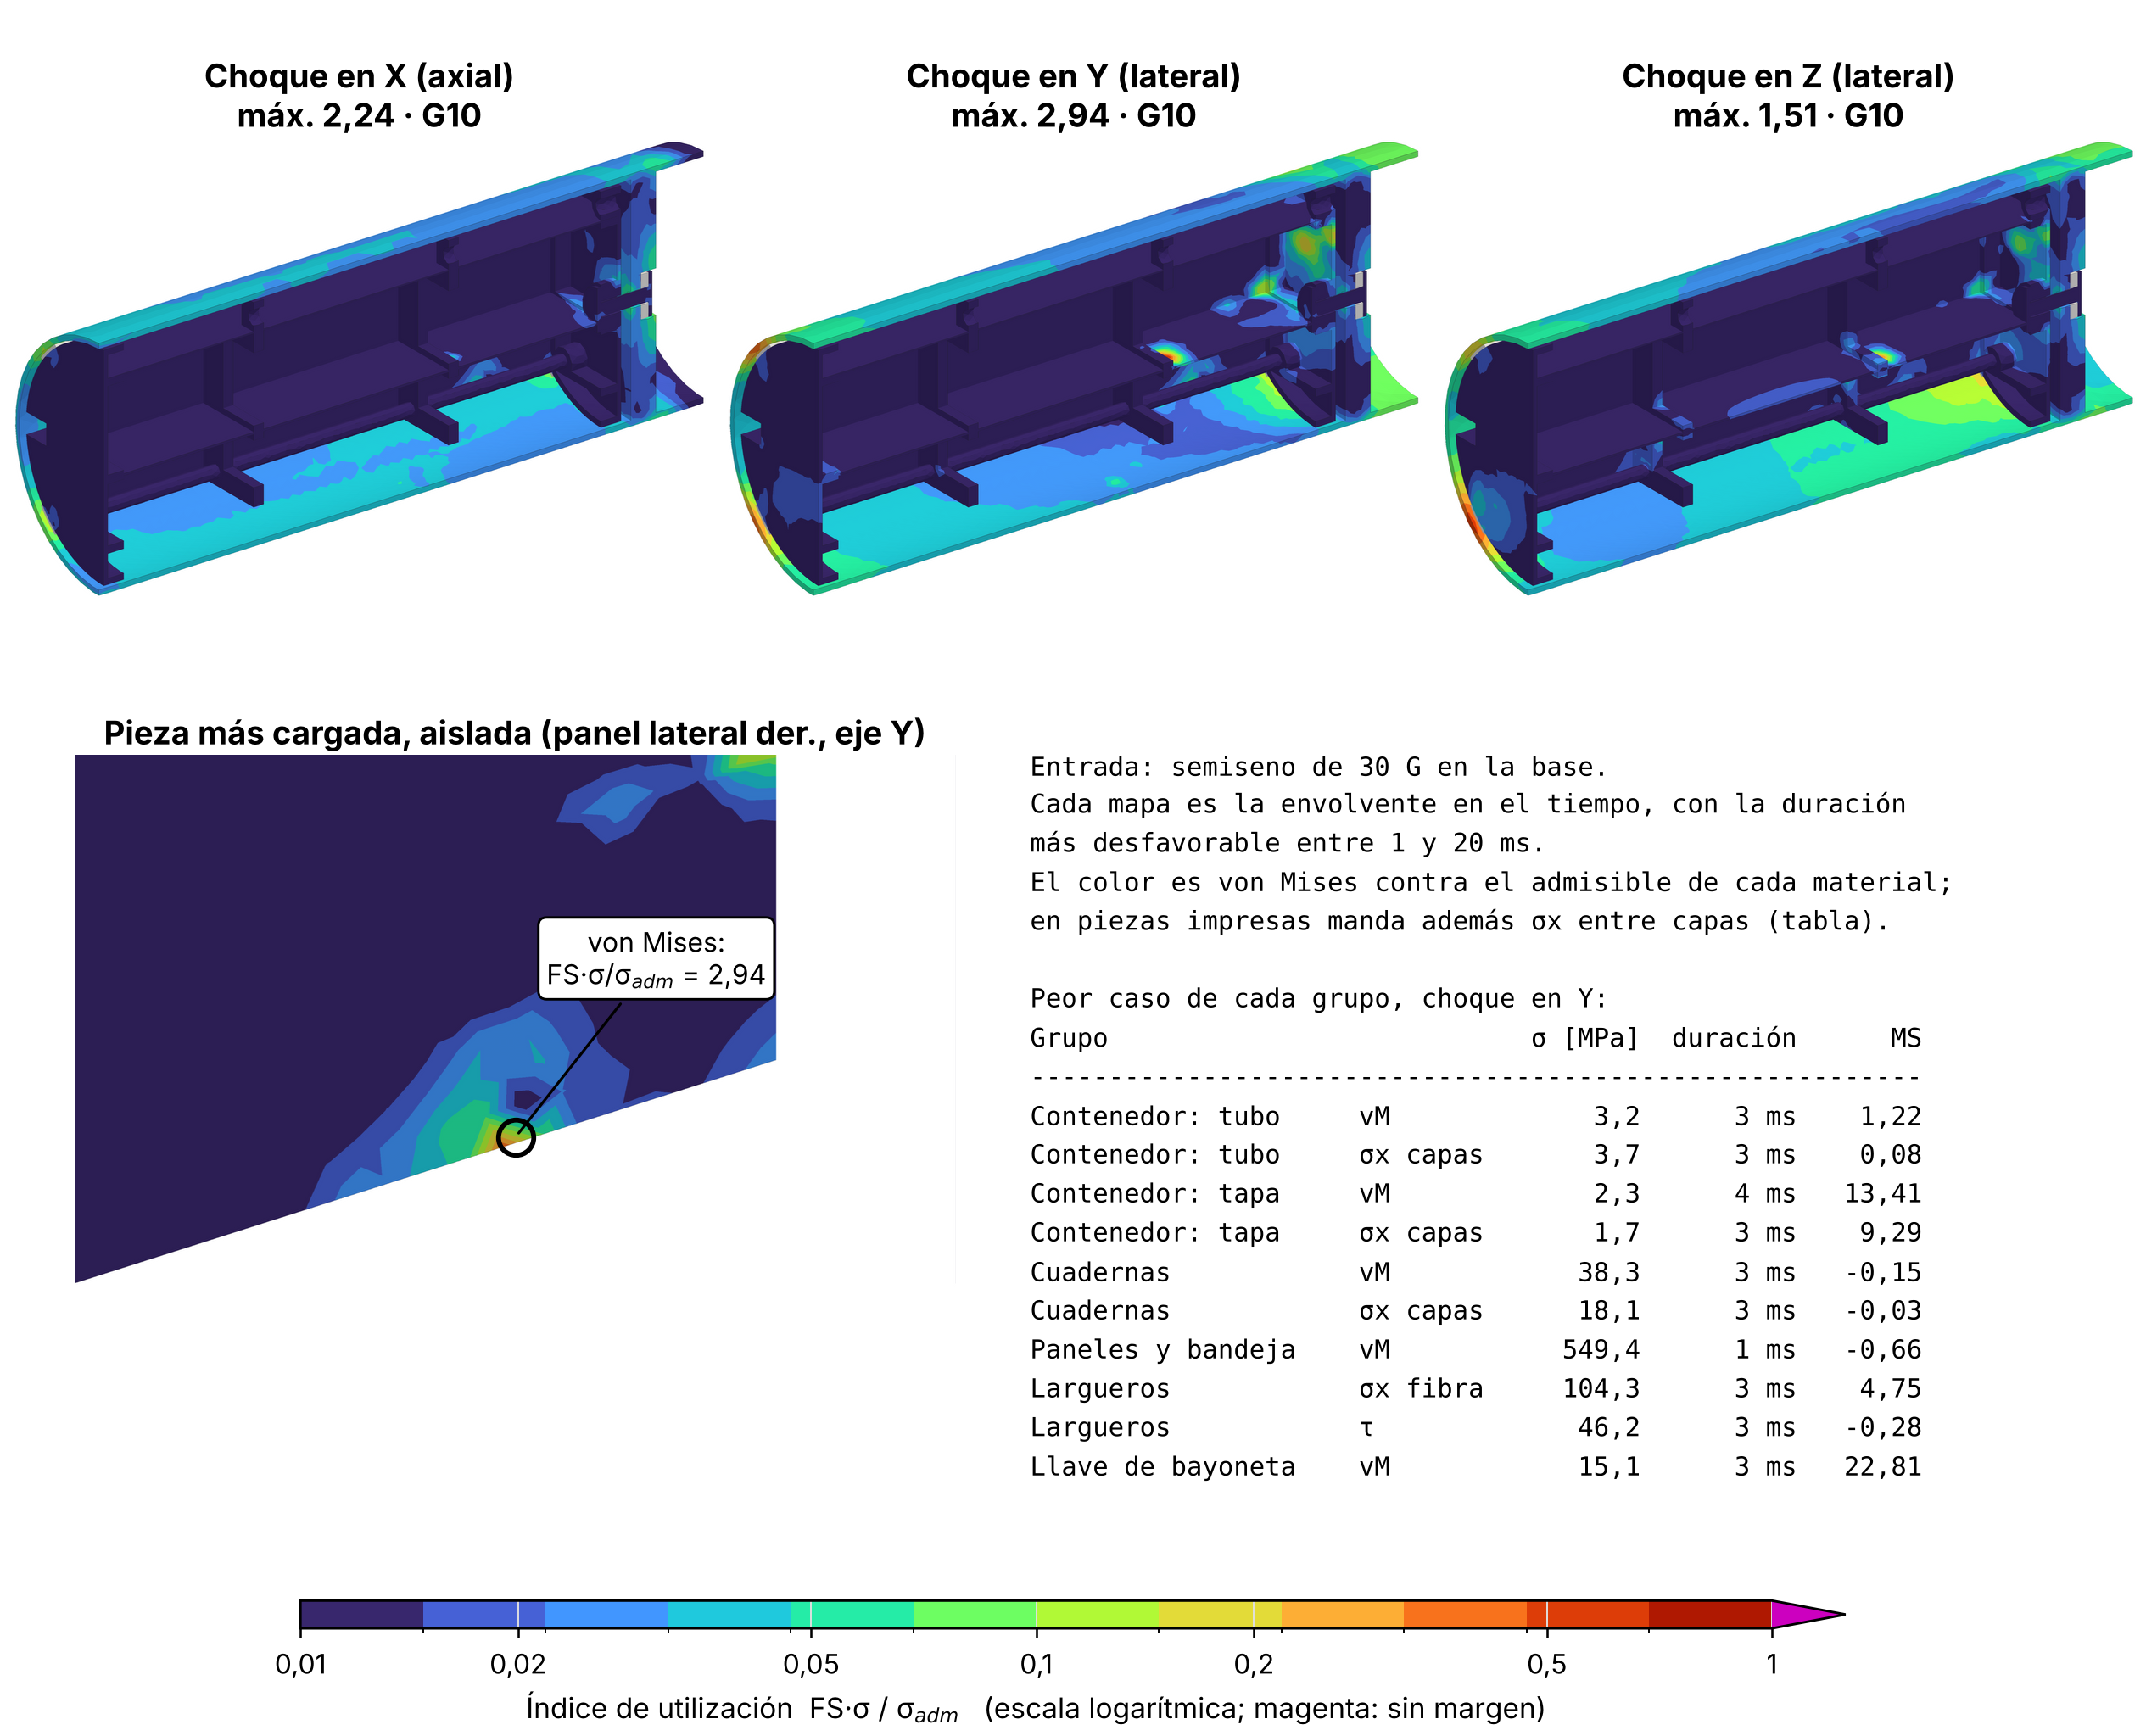 Choque en X (axial)
máx. 2,24 · G10
Choque en Y (lateral)
máx. 2,94 · G10
Choque en Z (lateral)
máx. 1,51 · G10
Pieza más cargada, aislada (panel lateral der., eje Y)
von Mises:
FS·σ/σadm = 2,94
Entrada: semiseno de 30 G en la base.
Cada mapa es la envolvente en el tiempo, con la duración
más desfavorable entre 1 y 20 ms.
El color es von Mises contra el admisible de cada material;
en piezas impresas manda además σx entre capas (tabla).
Peor caso de cada grupo, choque en Y:
Grupo σ [MPa] duración MS
---------------------------------------------------------
Contenedor: tubo vM 3,2 3 ms 1,22
Contenedor: tubo σx capas 3,7 3 ms 0,08
Contenedor: tapa vM 2,3 4 ms 13,41
Contenedor: tapa σx capas 1,7 3 ms 9,29
Cuadernas vM 38,3 3 ms -0,15
Cuadernas σx capas 18,1 3 ms -0,03
Paneles y bandeja vM 549,4 1 ms -0,66
Largueros σx fibra 104,3 3 ms 4,75
Largueros τ 46,2 3 ms -0,28
Llave de bayoneta vM 15,1 3 ms 22,81
0,01 0,02 0,05 0,1 0,2 0,5 1
Índice de utilización FS·σ / σadm (escala logarítmica; magenta: sin margen)